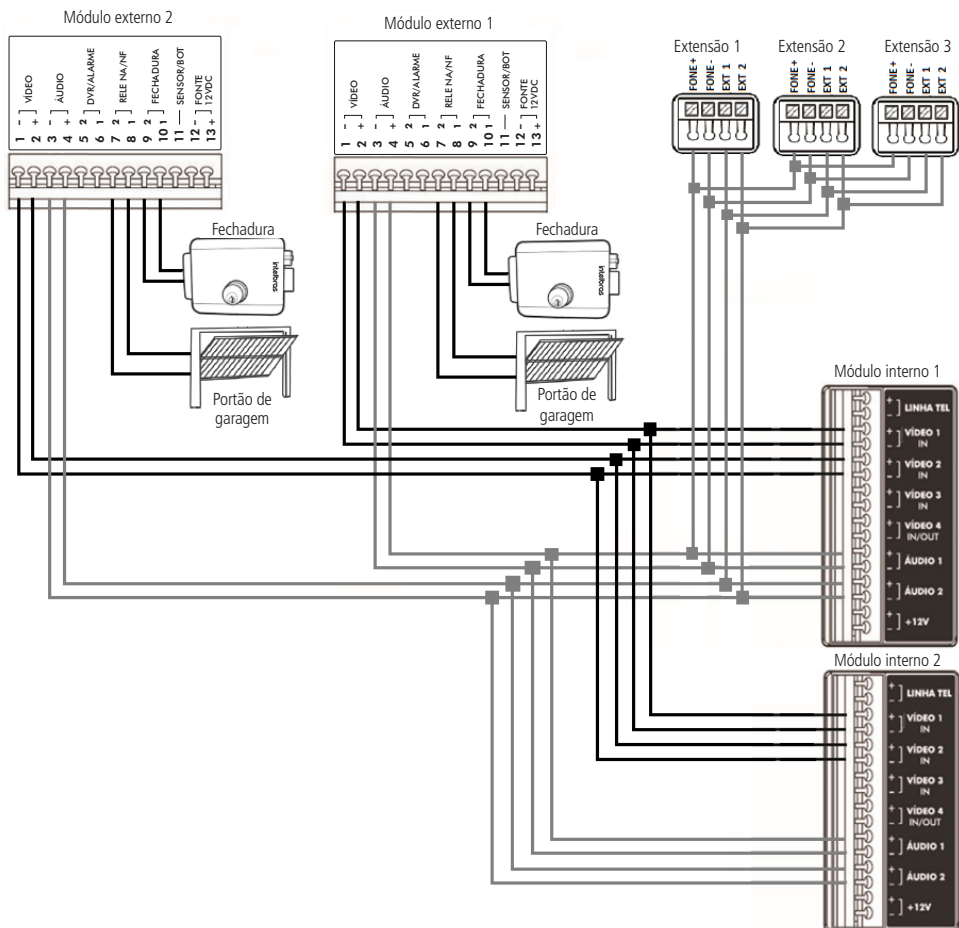 Módulo externo 2
1 - VÍDEO
2 +
3 - ÁUDIO
4 +
5 2 DVR/ALARME
6 1
7 2 RELE NA/NF
8 1
9 2 FECHADURA
10 1
11 — SENSOR/BOT
12 - FONTE
13 + 12VDC
Fechadura
intelbras
Portão de
garagem
Módulo externo 1
1 - VÍDEO
2 +
3 - ÁUDIO
4 +
5 2 DVR/ALARME
6 1
7 2 RELE NA/NF
8 1
9 2 FECHADURA
10 1
11 — SENSOR/BOT
12 - FONTE
13 + 12VDC
Fechadura
intelbras
Portão de
garagem
Extensão 1
FONE+
FONE-
EXT 1
EXT 2
Extensão 2
FONE+
FONE-
EXT 1
EXT 2
Extensão 3
FONE+
FONE-
EXT 1
EXT 2
Módulo interno 1
+
- LINHA TEL
+
- VÍDEO 1
IN
+
- VÍDEO 2
IN
+
- VÍDEO 3
IN
+
- VÍDEO 4
IN/OUT
+
- ÁUDIO 1
+
- ÁUDIO 2
+
- +12V
Módulo interno 2
+
- LINHA TEL
+
- VÍDEO 1
IN
+
- VÍDEO 2
IN
+
- VÍDEO 3
IN
+
- VÍDEO 4
IN/OUT
+
- ÁUDIO 1
+
- ÁUDIO 2
+
- +12V